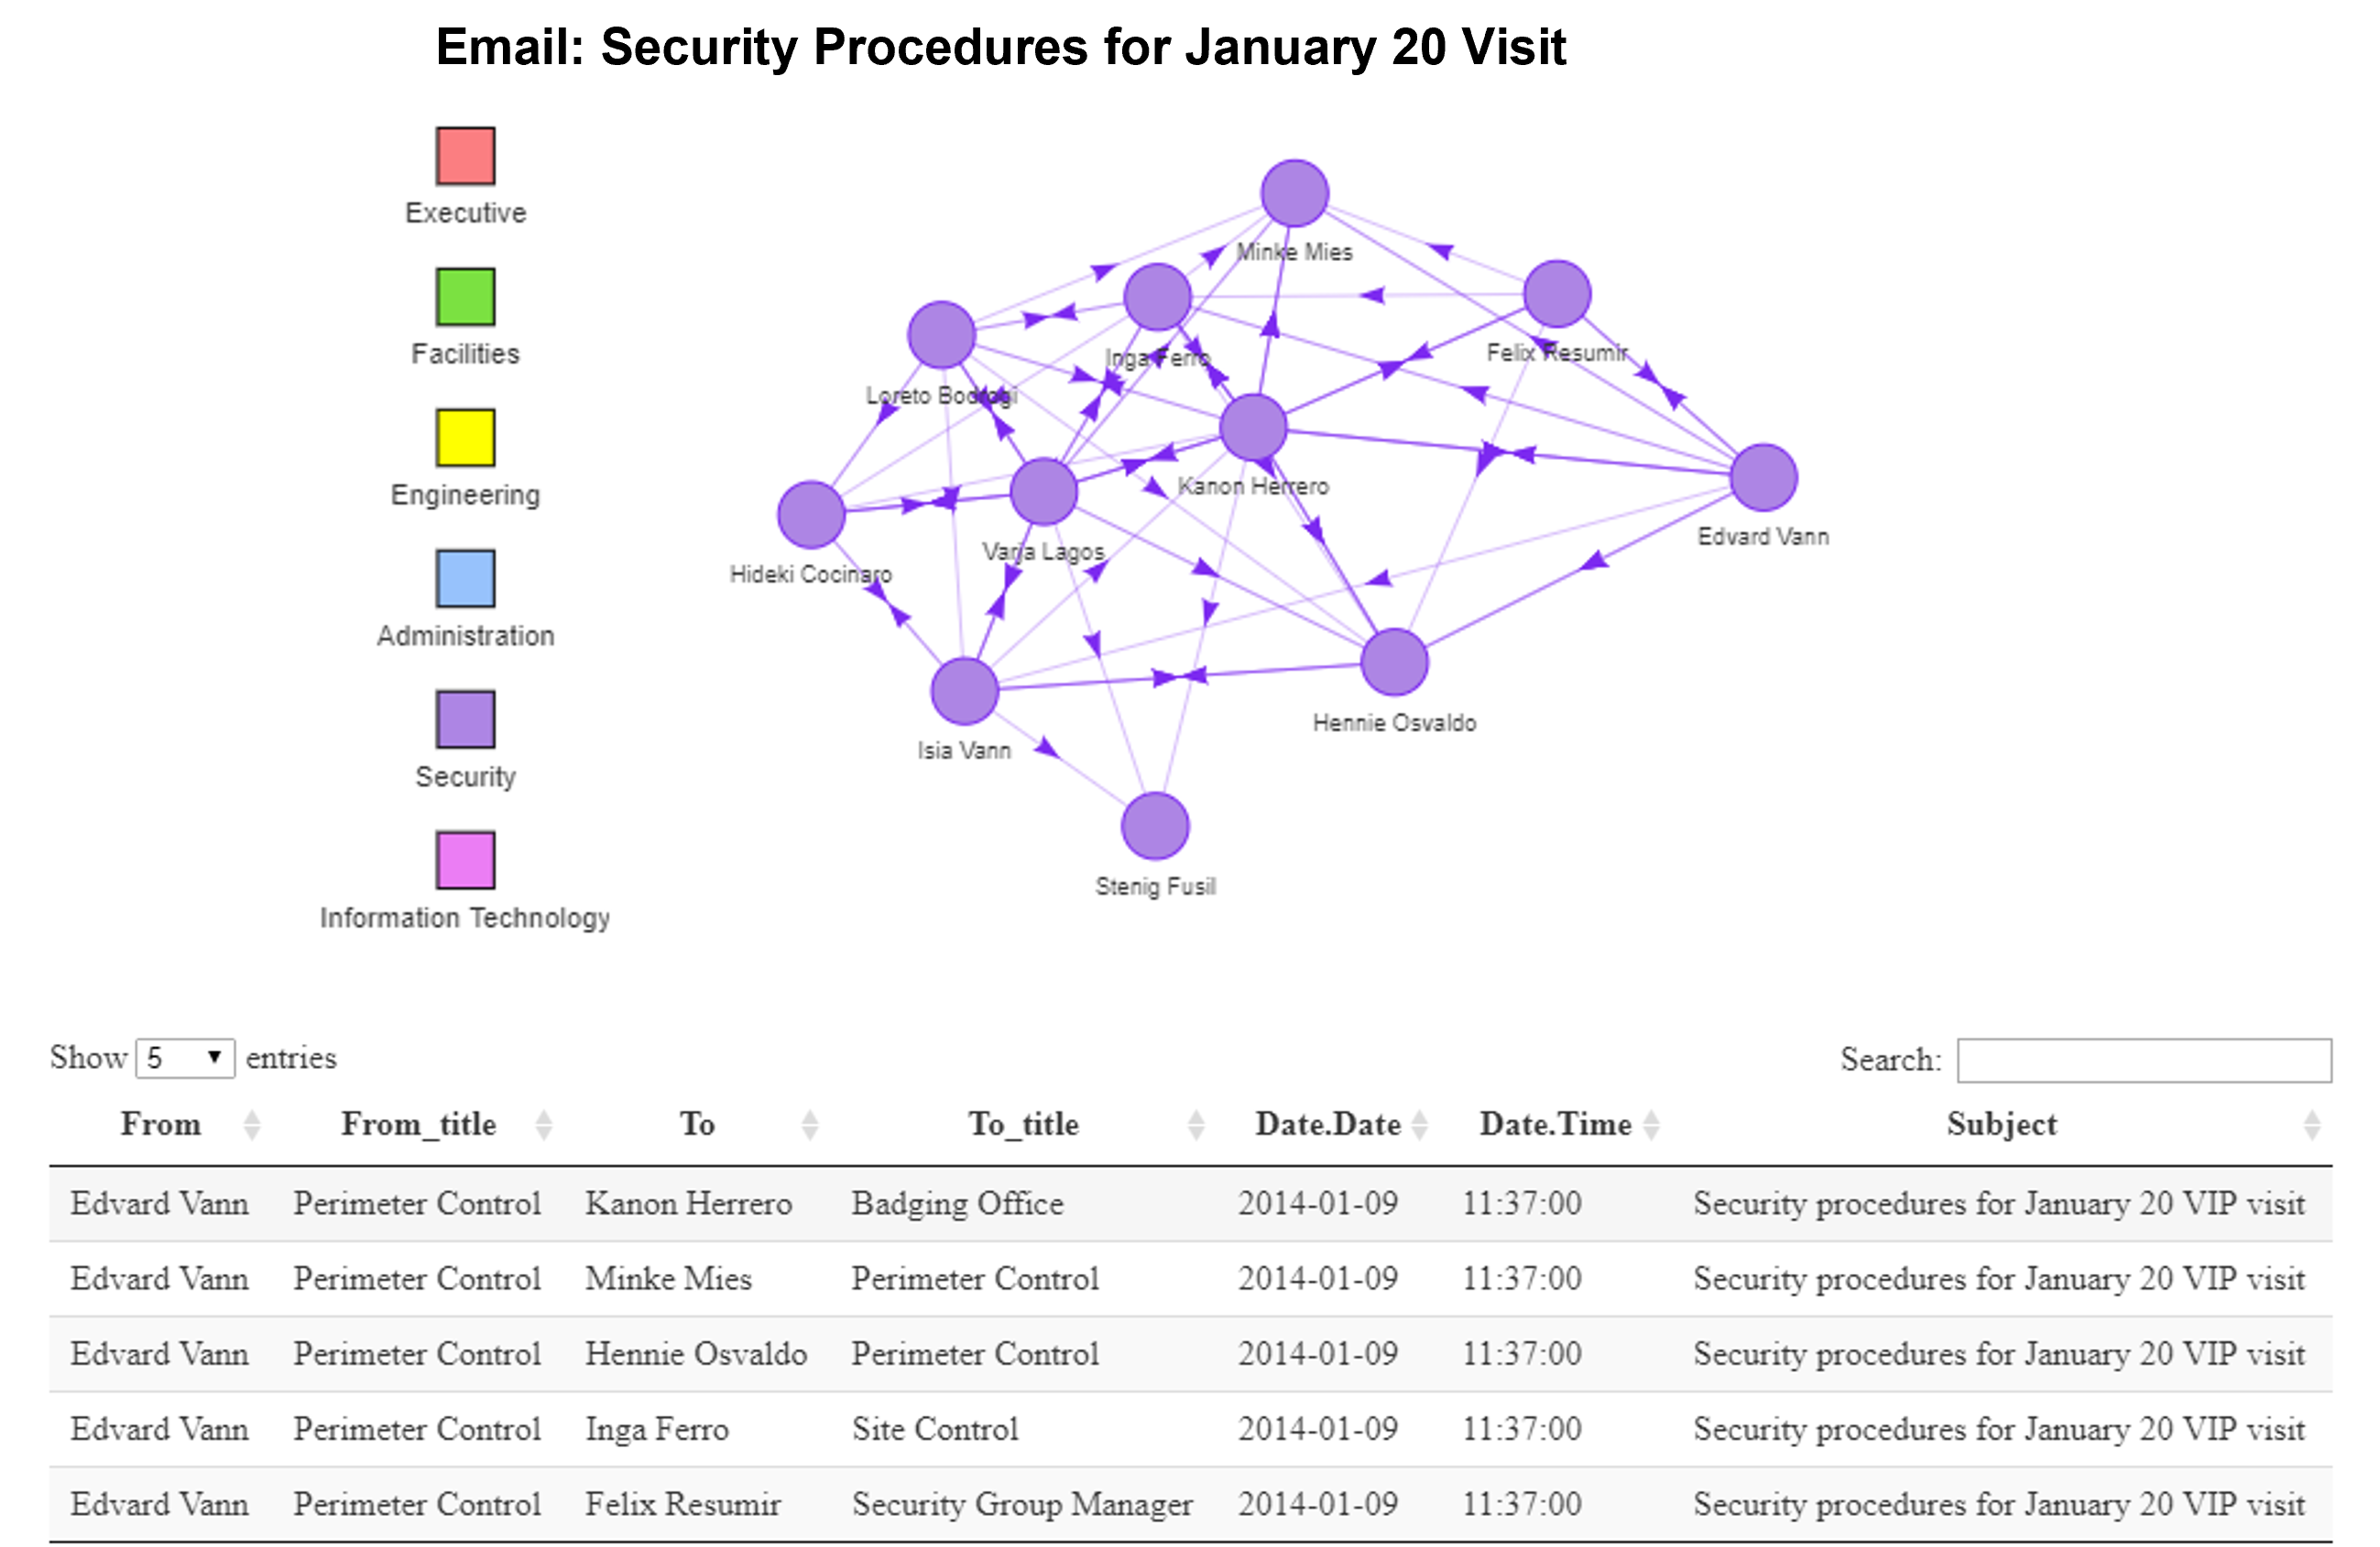 Email: Security Procedures for January 20 Visit
Executive
Facilities
Engineering
Administration
Security
Information Technology
Minke Mies
Inga Ferro
Felix Resumir
Loreto Bodrogi
Kanon Herrero
Edvard Vann
Varja Lagos
Hideki Cocinaro
Hennie Osvaldo
Isia Vann
Stenig Fusil
Show 5 entries Search:
From From_title To To_title Date.Date Date.Time Subject
Edvard Vann Perimeter Control Kanon Herrero Badging Office 2014-01-09 11:37:00 Security procedures for January 20 VIP visit
Edvard Vann Perimeter Control Minke Mies Perimeter Control 2014-01-09 11:37:00 Security procedures for January 20 VIP visit
Edvard Vann Perimeter Control Hennie Osvaldo Perimeter Control 2014-01-09 11:37:00 Security procedures for January 20 VIP visit
Edvard Vann Perimeter Control Inga Ferro Site Control 2014-01-09 11:37:00 Security procedures for January 20 VIP visit
Edvard Vann Perimeter Control Felix Resumir Security Group Manager 2014-01-09 11:37:00 Security procedures for January 20 VIP visit